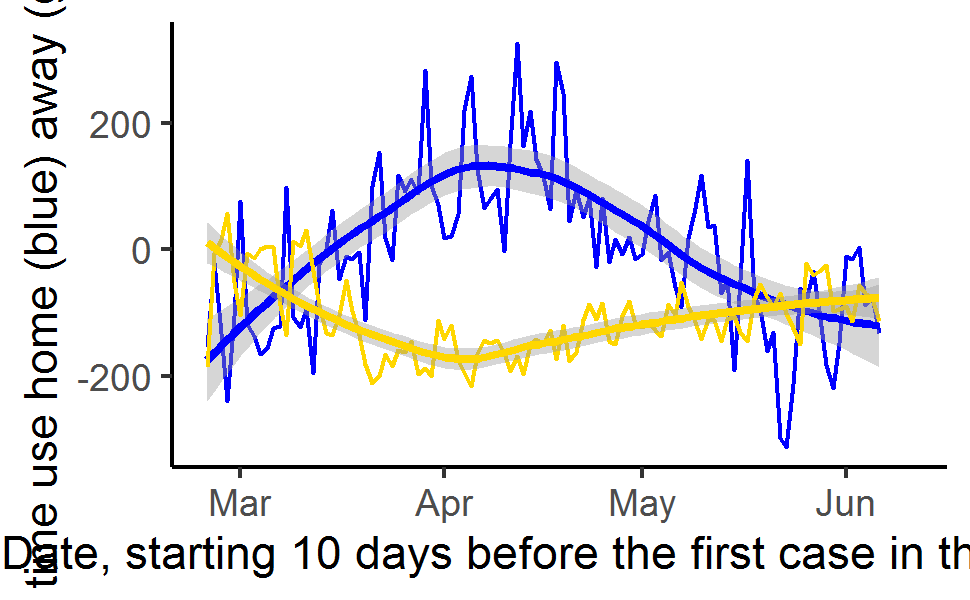 time use home (blue) away (
200
0
-200
Mar Apr May Jun
Date, starting 10 days before the first case in th